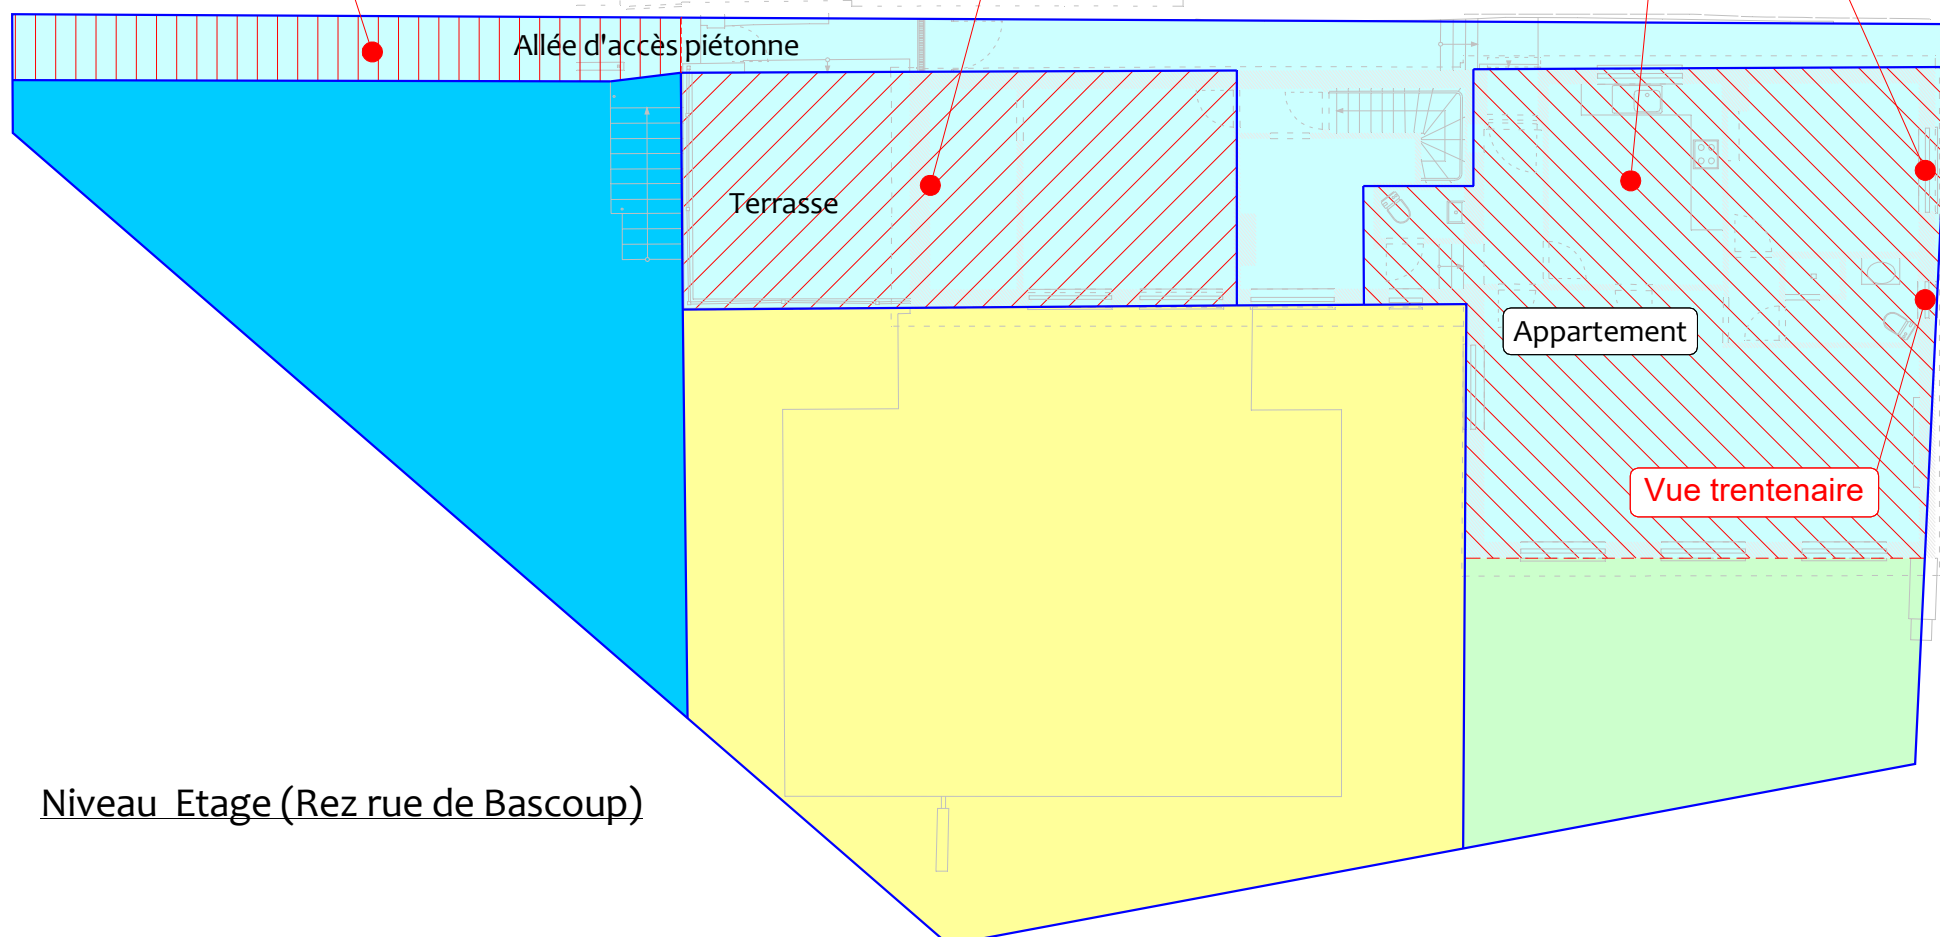 Allée d'accès piétonne
Terrasse
Appartement
Vue trentenaire
Niveau Etage (Rez rue de Bascoup)